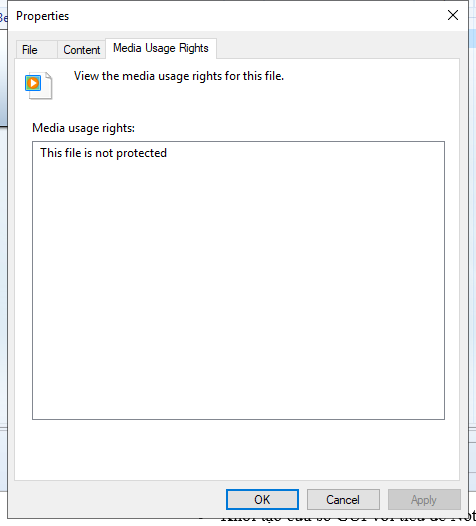 Properties
File
Content
Media Usage Rights
View the media usage rights for this file.
Media usage rights:
This file is not protected
OK
Cancel
Apply